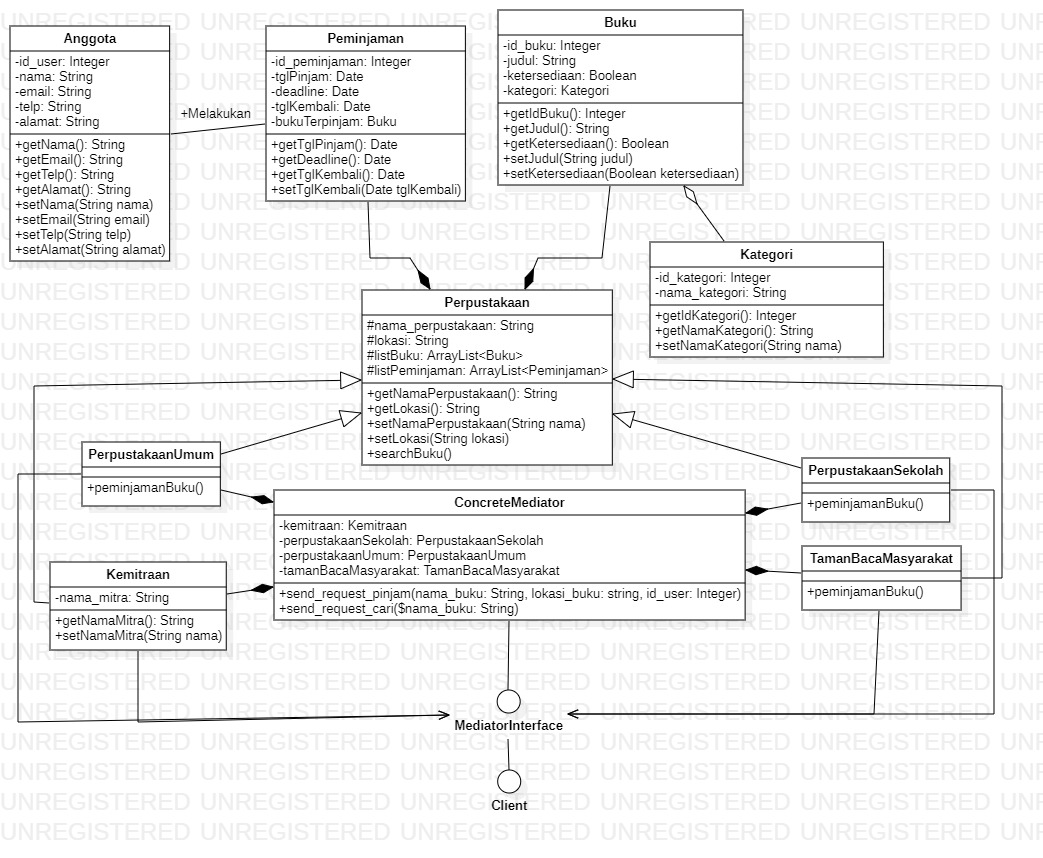 Anggota
-id_user: Integer
-nama: String
-email: String
-telp: String
-alamat: String
+getNama(): String
+getEmail(): String
+getTelp(): String
+getAlamat(): String
+setNama(String nama)
+setEmail(String email)
+setTelp(String telp)
+setAlamat(String alamat)
+Melakukan
Peminjaman
-id_peminjaman: Integer
-tglPinjam: Date
-deadline: Date
-tglKembali: Date
-bukuTerpinjam: Buku
+getTglPinjam(): Date
+getDeadline(): Date
+getTglKembali(): Date
+setTglKembali(Date tglKembali)
Buku
-id_buku: Integer
-judul: String
-ketersediaan: Boolean
-kategori: Kategori
+getIdBuku(): Integer
+getJudul(): String
+getKetersediaan(): Boolean
+setJudul(String judul)
+setKetersediaan(Boolean ketersediaan)
Kategori
-id_kategori: Integer
-nama_kategori: String
+getIdKategori(): Integer
+getNamaKategori(): String
+setNamaKategori(String nama)
Perpustakaan
#nama_perpustakaan: String
#lokasi: String
#listBuku: ArrayList<Buku>
#listPeminjaman: ArrayList<Peminjaman>
+getNamaPerpustakaan(): String
+getLokasi(): String
+setNamaPerpustakaan(String nama)
+setLokasi(String lokasi)
+searchBuku()
PerpustakaanUmum
+peminjamanBuku()
PerpustakaanSekolah
+peminjamanBuku()
ConcreteMediator
-kemitraan: Kemitraan
-perpustakaanSekolah: PerpustakaanSekolah
-perpustakaanUmum: PerpustakaanUmum
-tamanBacaMasyarakat: TamanBacaMasyarakat
+send_request_pinjam(nama_buku: String, lokasi_buku: string, id_user: Integer)
+send_request_cari($nama_buku: String)
Kemitraan
-nama_mitra: String
+getNamaMitra(): String
+setNamaMitra(String nama)
TamanBacaMasyarakat
+peminjamanBuku()
MediatorInterface
Client
UNREGISTERED